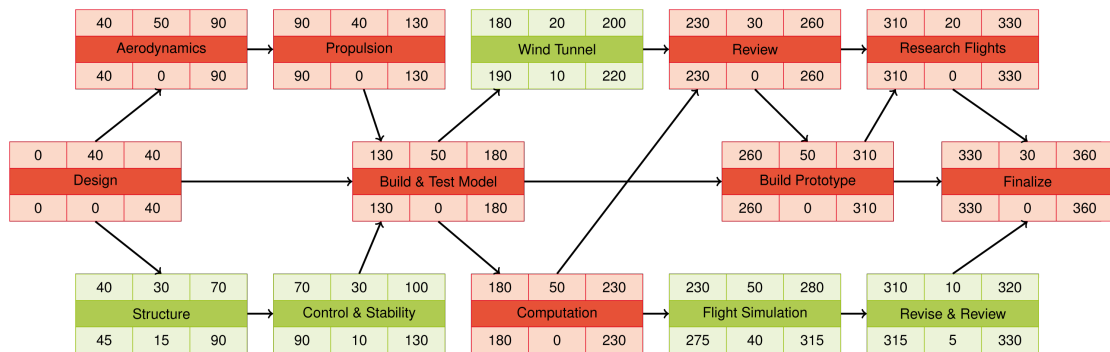 40 50 90
Aerodynamics
40 0 90
90 40 130
Propulsion
90 0 130
180 20 200
Wind Tunnel
190 10 220
230 30 260
Review
230 0 260
310 20 330
Research Flights
310 0 330
0 40 40
Design
0 0 40
130 50 180
Build & Test Model
130 0 180
260 50 310
Build Prototype
260 0 310
330 30 360
Finalize
330 0 360
40 30 70
Structure
45 15 90
70 30 100
Control & Stability
90 10 130
180 50 230
Computation
180 0 230
230 50 280
Flight Simulation
275 40 315
310 10 320
Revise & Review
315 5 330